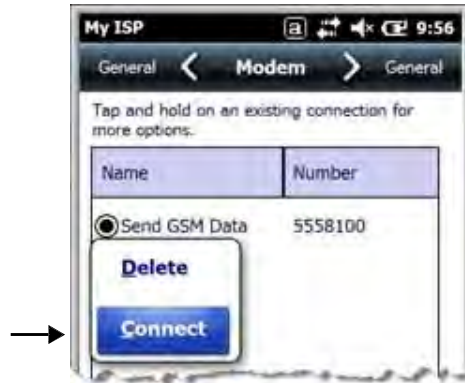 My ISP a 9:56
General Modem General
Tap and hold on an existing connection for
more options.
Name Number
Send GSM Data 5558100
Delete
Connect